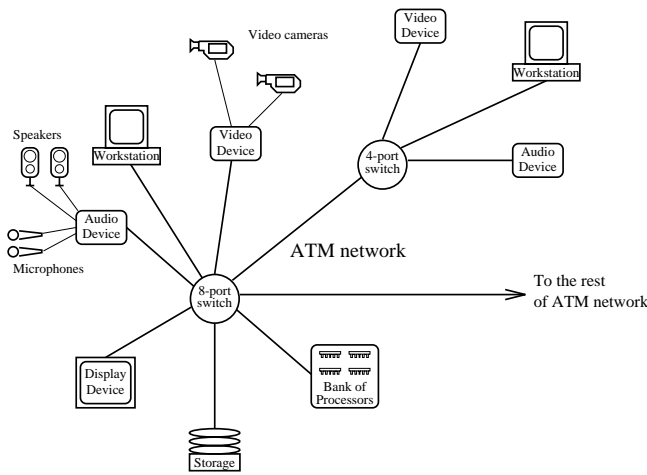 Video cameras
Video
Device
Workstation
Speakers
Workstation
Video
Device
4-port
switch
Audio
Device
Audio
Device
Microphones
ATM network
8-port
switch
To the rest
of ATM network
Display
Device
Bank of
Processors
Storage